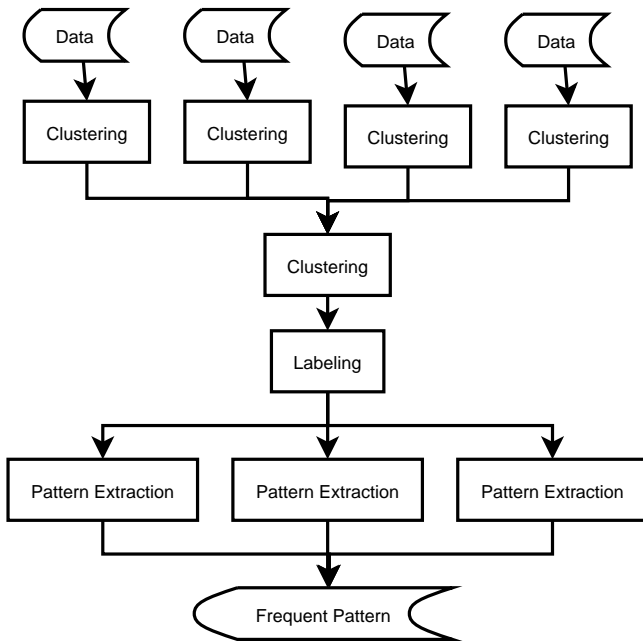 Data
Data
Data
Data
Clustering
Clustering
Clustering
Clustering
Clustering
Labeling
Pattern Extraction
Pattern Extraction
Pattern Extraction
Frequent Pattern